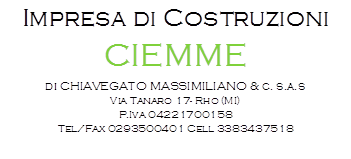 Impresa di Costruzioni
CIEMME
di CHIAVEGATO MASSIMILIANO & c. s.a.s
Via Tanaro 17- Rho (MI)
P.Iva 04221700158
Tel/Fax 0293500401 Cell 3383437518